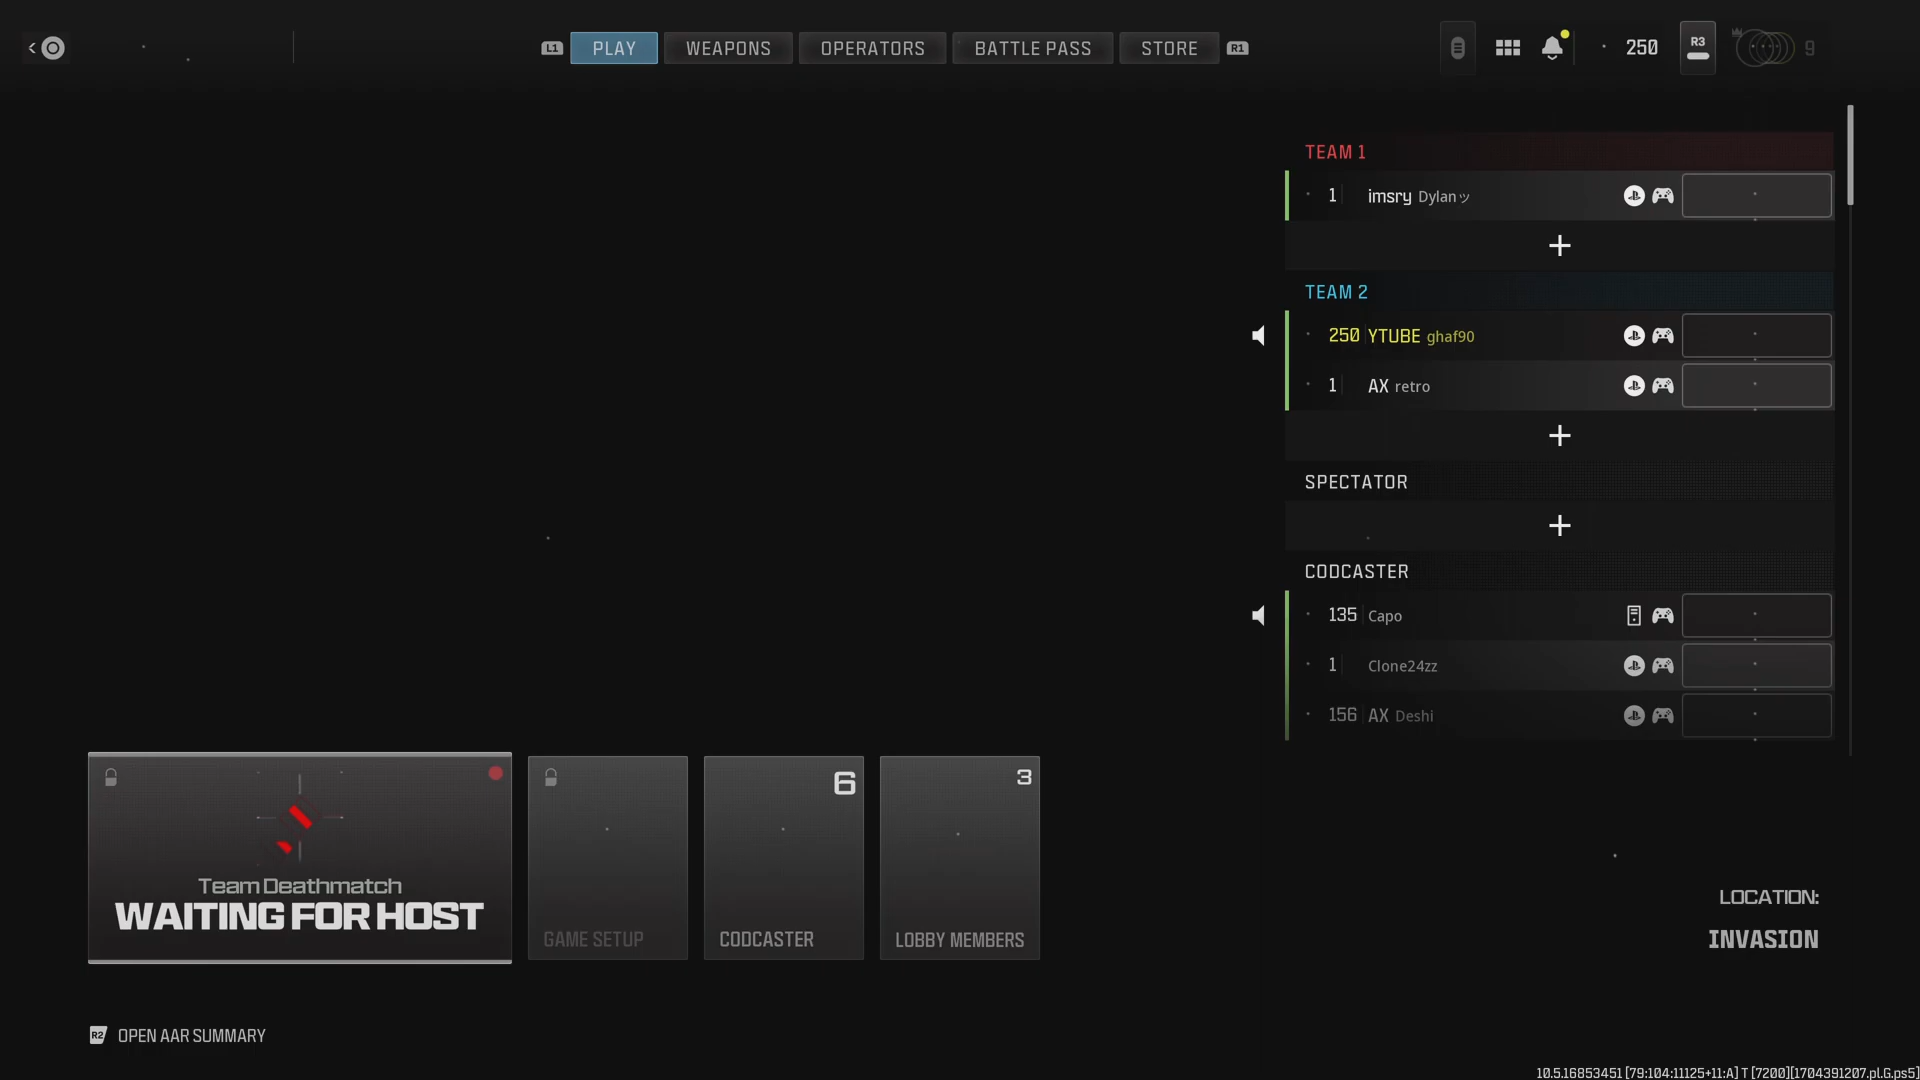 L1 PLAY WEAPONS OPERATORS BATTLE PASS STORE R1
250 R3 9
TEAM 1
1 imsry Dylanッ
TEAM 2
250 YTUBE ghaf90
1 AX retro
SPECTATOR
CODCASTER
135 Capo
1 Clone24zz
156 AX Deshi
Team Deathmatch
WAITING FOR HOST
GAME SETUP
6
CODCASTER
3
LOBBY MEMBERS
LOCATION:
INVASION
R2 OPEN AAR SUMMARY
10.5.16853451 [79:104:11125+11:A] T [7200][1704391207.pl.G.ps5]